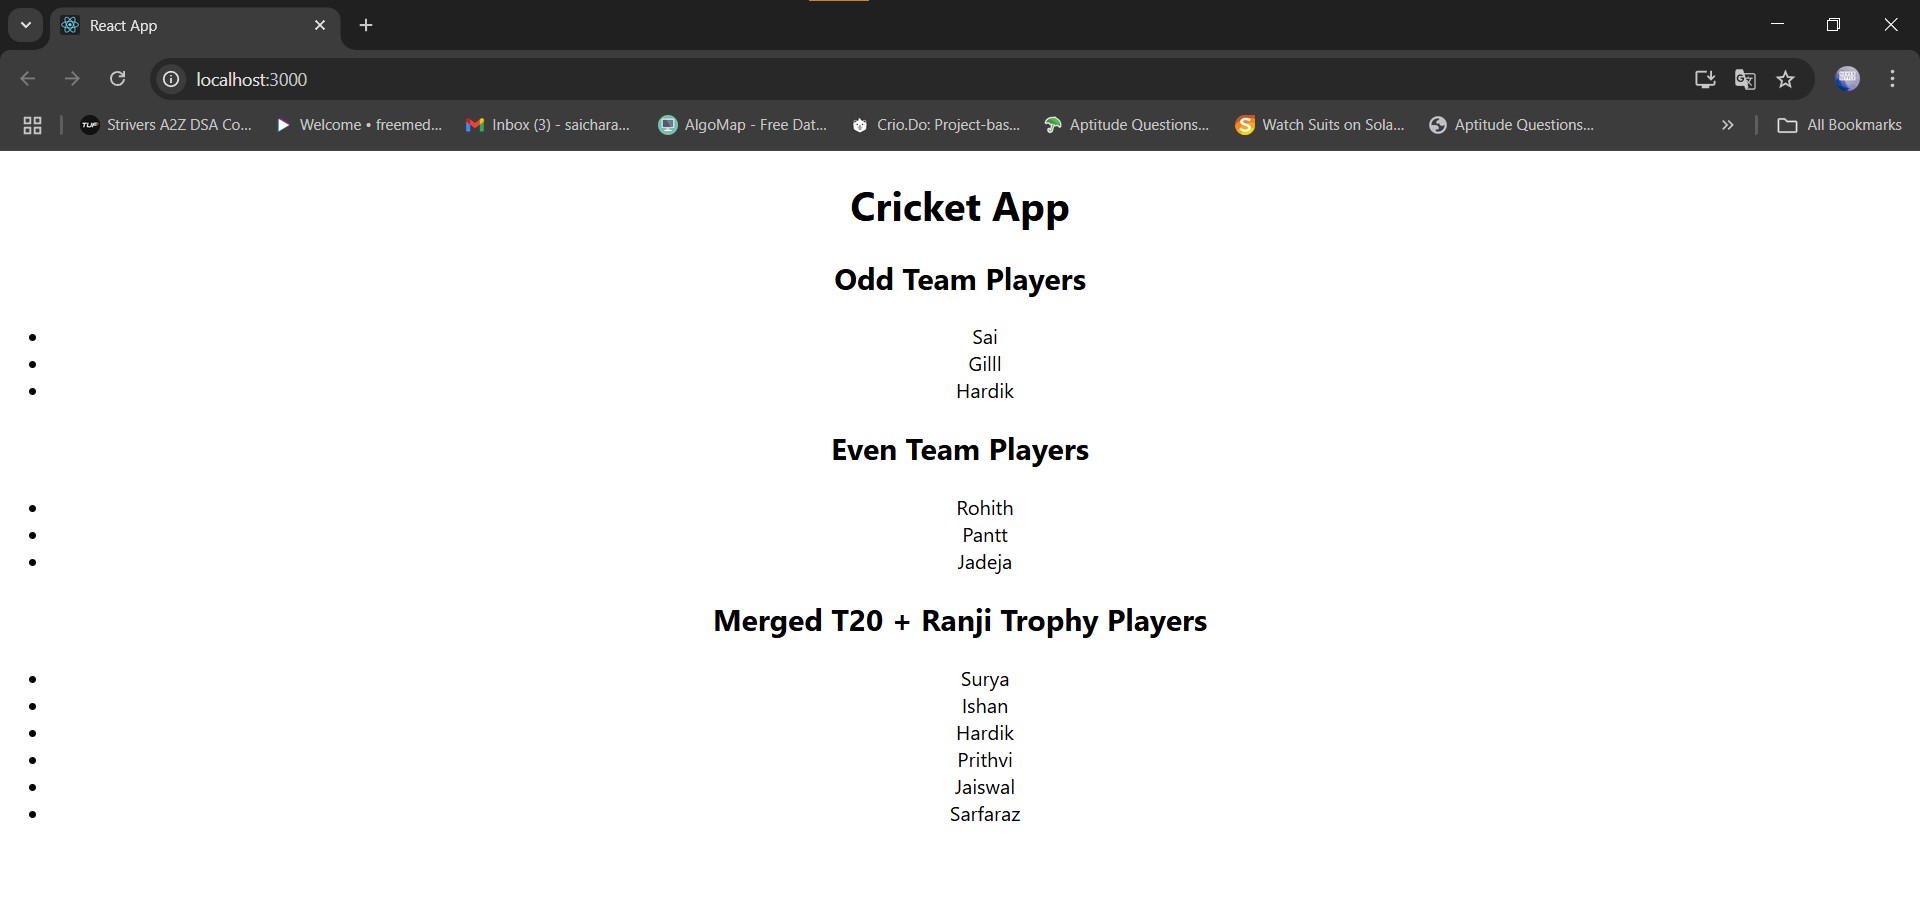 React App
localhost:3000
Strivers A2Z DSA Co... Welcome • freemed... Inbox (3) - saichara... AlgoMap - Free Dat... Crio.Do: Project-bas... Aptitude Questions... Watch Suits on Sola... Aptitude Questions... All Bookmarks
Cricket App
Odd Team Players
Sai
Gilll
Hardik
Even Team Players
Rohith
Pantt
Jadeja
Merged T20 + Ranji Trophy Players
Surya
Ishan
Hardik
Prithvi
Jaiswal
Sarfaraz